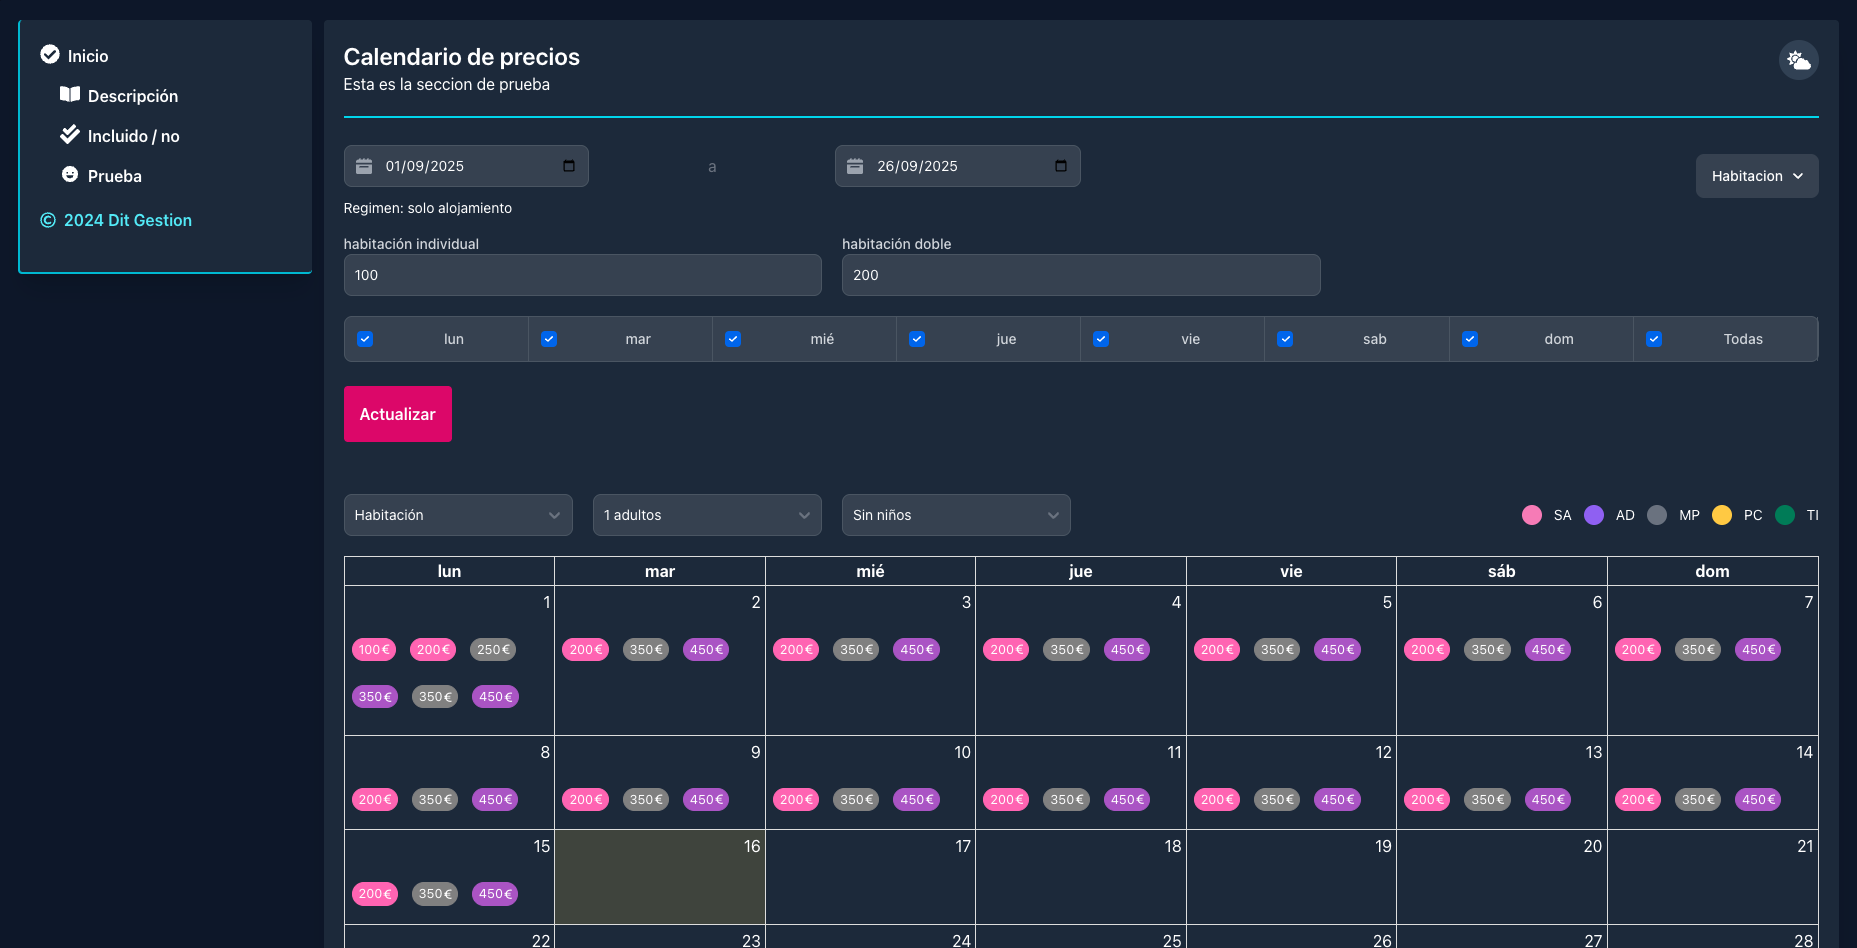 Inicio
Descripción
Incluido / no
Prueba
© 2024 Dit Gestion
Calendario de precios
Esta es la seccion de prueba
01/09/2025 a 26/09/2025
Habitacion
Regimen: solo alojamiento
habitación individual habitación doble
100 200
lun mar mié jue vie sab dom Todas
Actualizar
Habitación 1 adultos Sin niños SA AD MP PC TI
lun mar mié jue vie sáb dom
1 2 3 4 5 6 7
100€ 200€ 250€ 200€ 350€ 450€ 200€ 350€ 450€ 200€ 350€ 450€ 200€ 350€ 450€ 200€ 350€ 450€ 200€ 350€ 450€
350€ 350€ 450€
8 9 10 11 12 13 14
200€ 350€ 450€ 200€ 350€ 450€ 200€ 350€ 450€ 200€ 350€ 450€ 200€ 350€ 450€ 200€ 350€ 450€ 200€ 350€ 450€
15 16 17 18 19 20 21
200€ 350€ 450€
22 23 24 25 26 27 28